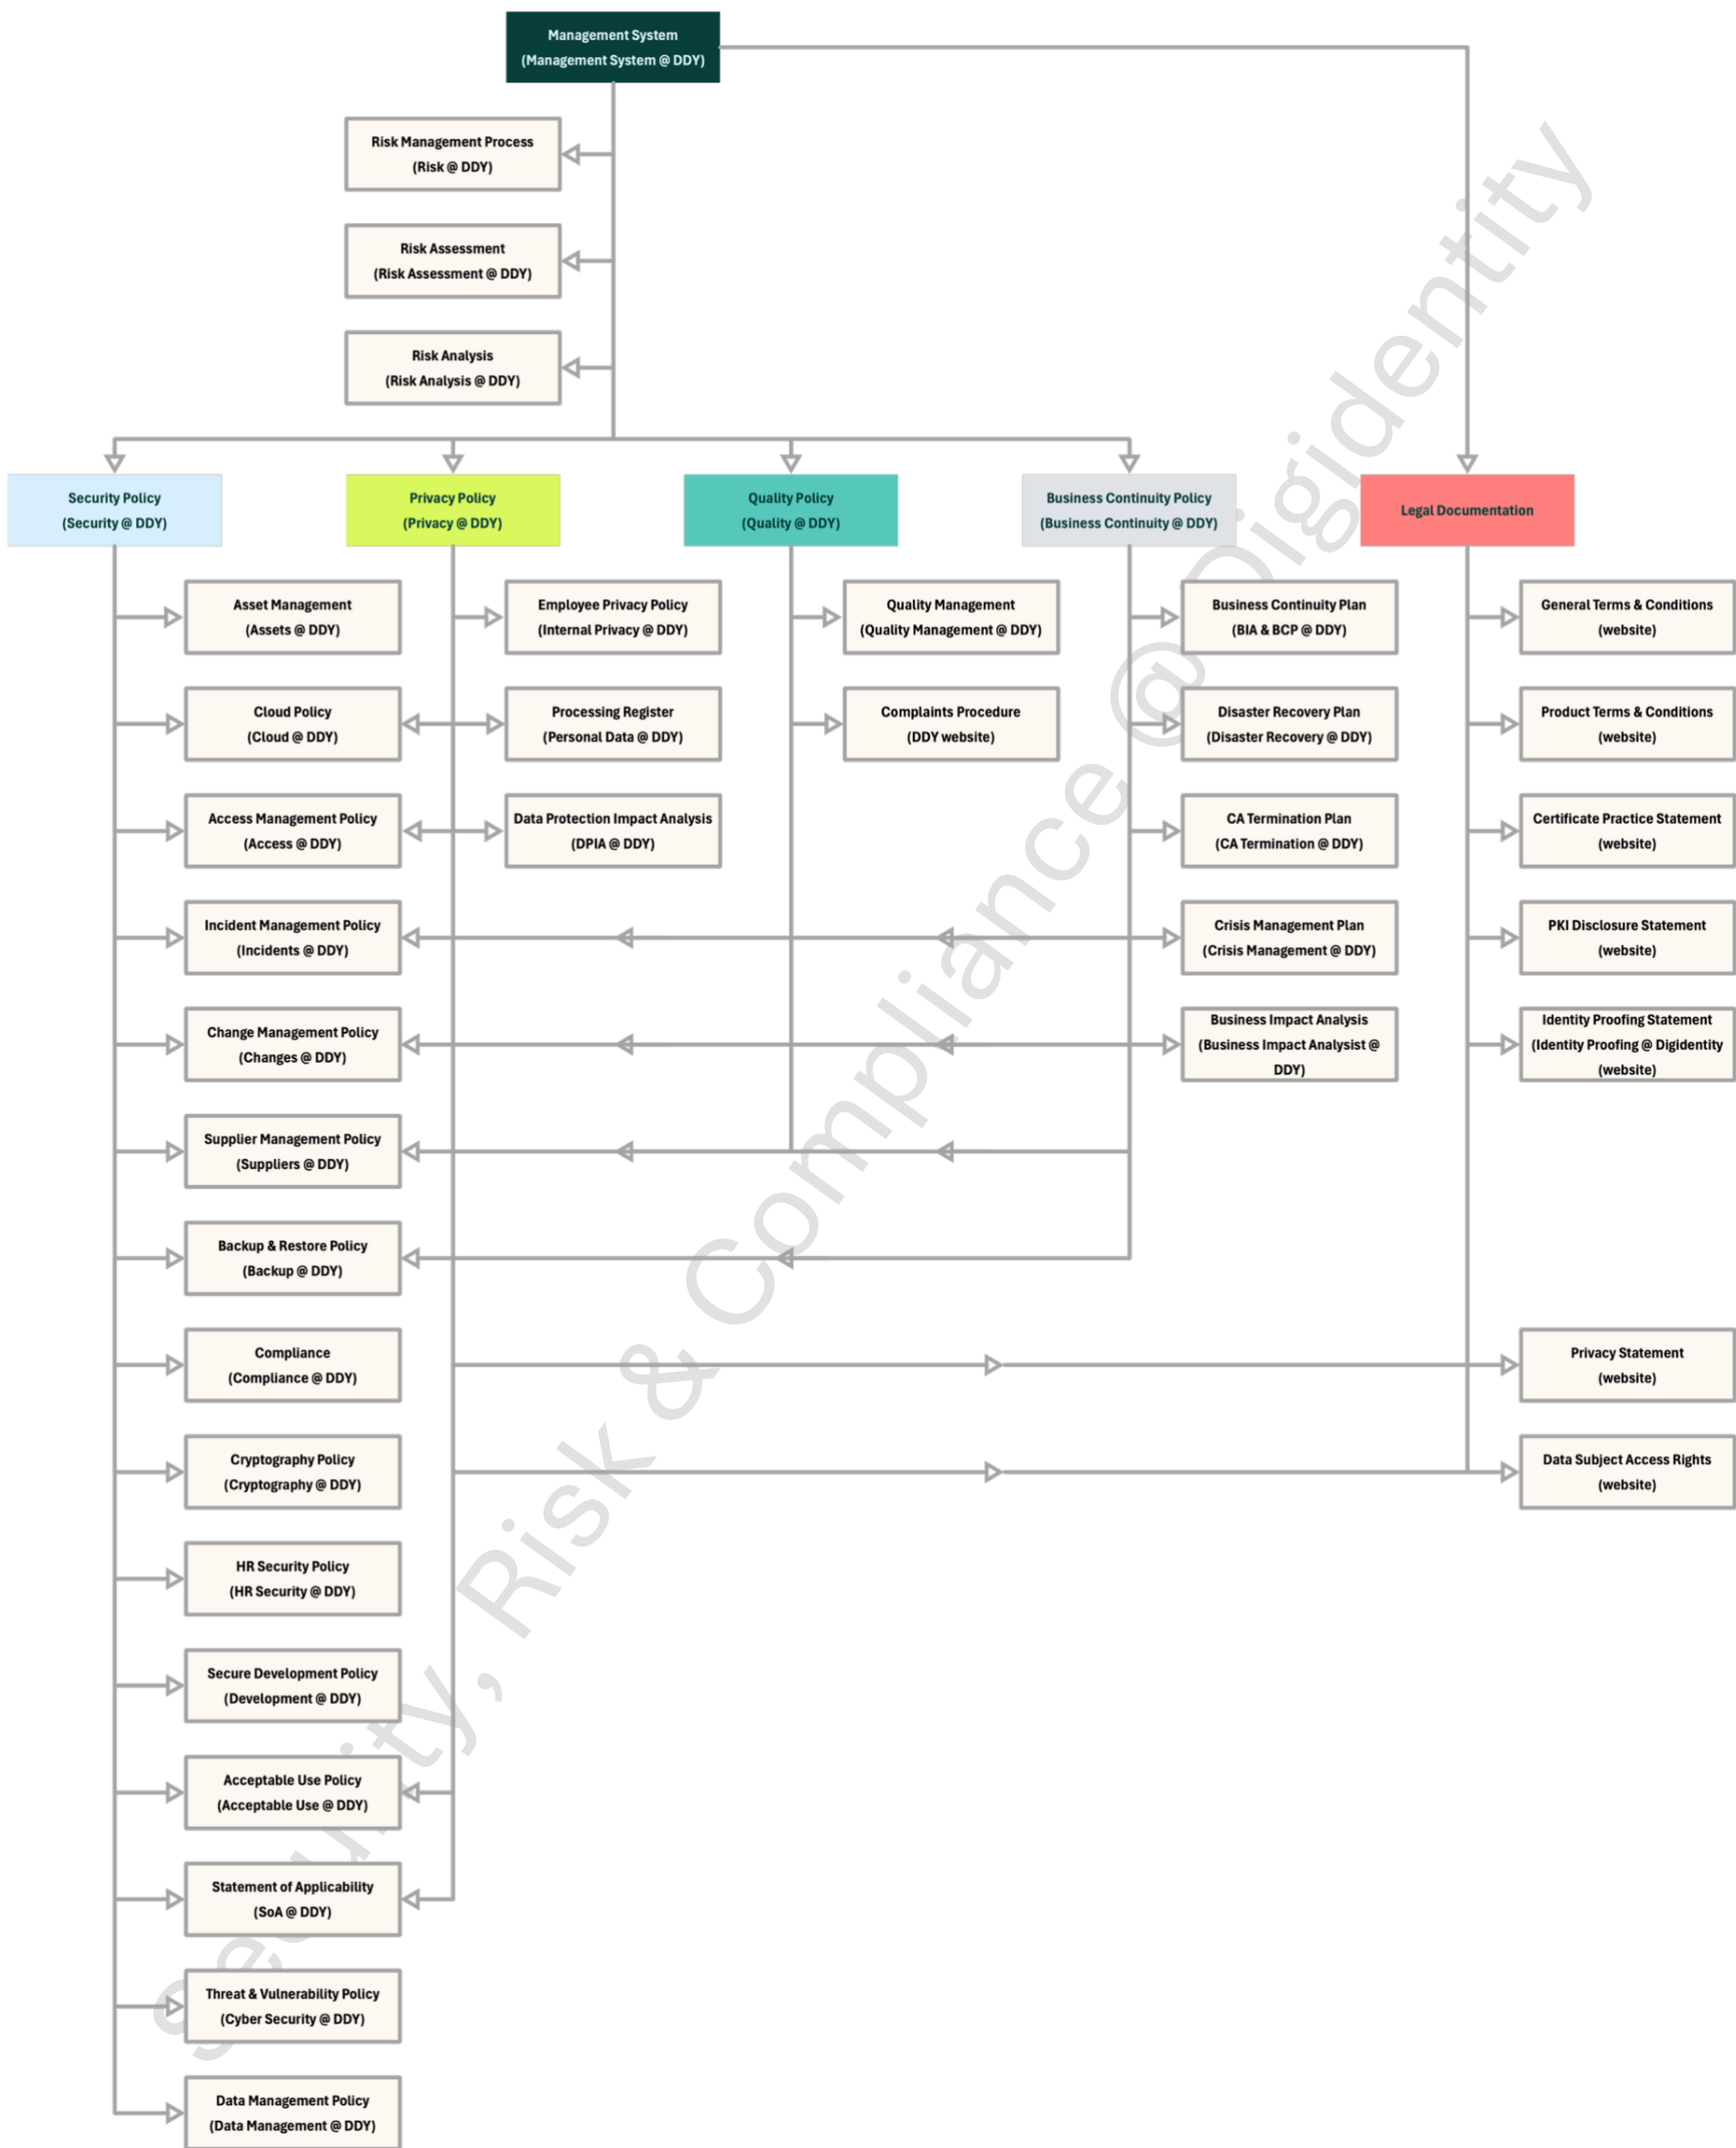 Management System
(Management System @ DDY)
Risk Management Process
(Risk @ DDY)
Risk Assessment
(Risk Assessment @ DDY)
Risk Analysis
(Risk Analysis @ DDY)
Security Policy
(Security @ DDY)
Privacy Policy
(Privacy @ DDY)
Quality Policy
(Quality @ DDY)
Business Continuity Policy
(Business Continuity @ DDY)
Legal Documentation
Asset Management
(Assets @ DDY)
Employee Privacy Policy
(Internal Privacy @ DDY)
Quality Management
(Quality Management @ DDY)
Business Continuity Plan
(BIA & BCP @ DDY)
General Terms & Conditions
(website)
Cloud Policy
(Cloud @ DDY)
Processing Register
(Personal Data @ DDY)
Complaints Procedure
(DDY website)
Disaster Recovery Plan
(Disaster Recovery @ DDY)
Product Terms & Conditions
(website)
Access Management Policy
(Access @ DDY)
Data Protection Impact Analysis
(DPIA @ DDY)
CA Termination Plan
(CA Termination @ DDY)
Certificate Practice Statement
(website)
Incident Management Policy
(Incidents @ DDY)
Crisis Management Plan
(Crisis Management @ DDY)
PKI Disclosure Statement
(website)
Change Management Policy
(Changes @ DDY)
Business Impact Analysis
(Business Impact Analysist @
DDY)
Identity Proofing Statement
(Identity Proofing @ Digidentity
(website)
Supplier Management Policy
(Suppliers @ DDY)
Backup & Restore Policy
(Backup @ DDY)
Compliance
(Compliance @ DDY)
Privacy Statement
(website)
Cryptography Policy
(Cryptography @ DDY)
Data Subject Access Rights
(website)
HR Security Policy
(HR Security @ DDY)
Secure Development Policy
(Development @ DDY)
Acceptable Use Policy
(Acceptable Use @ DDY)
Statement of Applicability
(SoA @ DDY)
Threat & Vulnerability Policy
(Cyber Security @ DDY)
Data Management Policy
(Data Management @ DDY)
Security, Risk & Compliance @ Digidentity